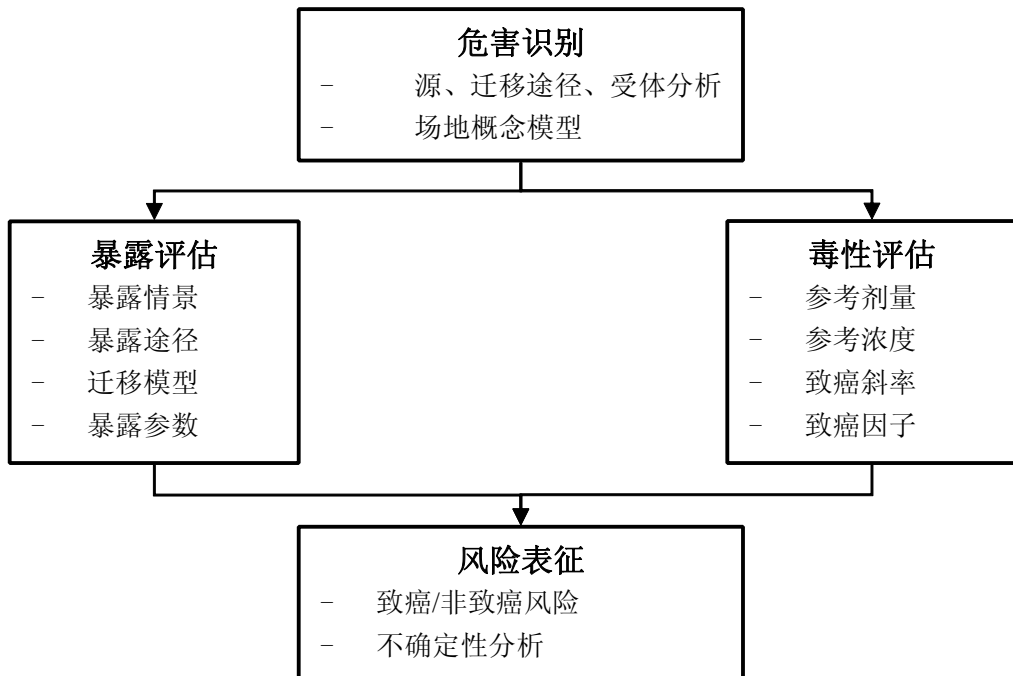 危害识别
- 源、迁移途径、受体分析
- 场地概念模型
暴露评估
- 暴露情景
- 暴露途径
- 迁移模型
- 暴露参数
毒性评估
- 参考剂量
- 参考浓度
- 致癌斜率
- 致癌因子
风险表征
- 致癌/非致癌风险
- 不确定性分析